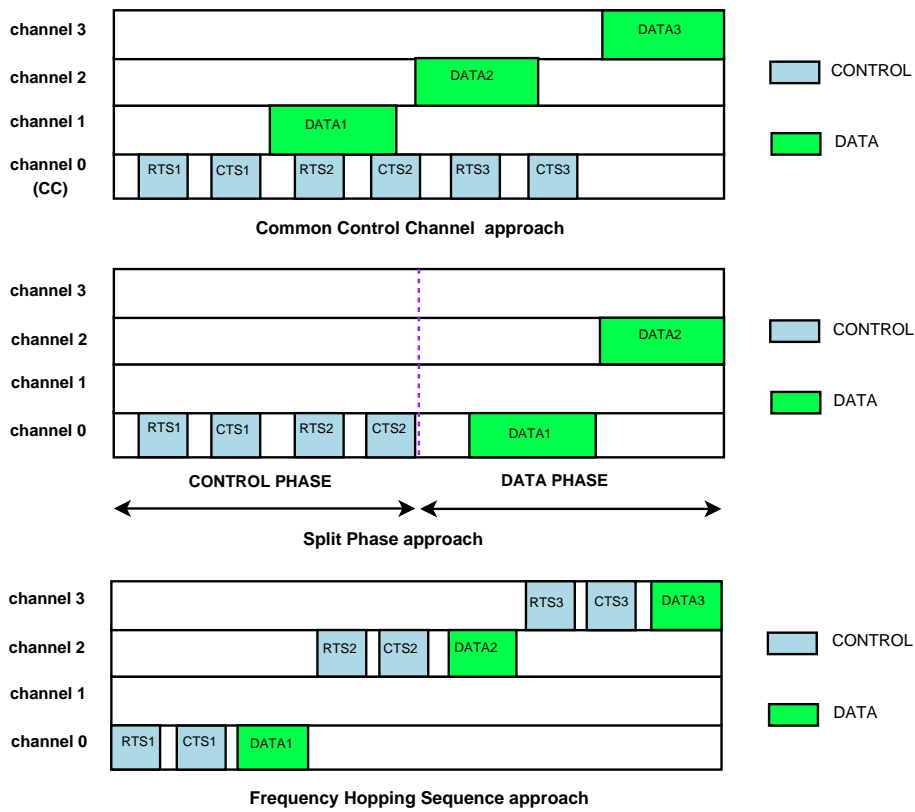 channel 3
DATA3
channel 2
DATA2
CONTROL
channel 1
DATA1
DATA
channel 0
(CC)
RTS1
CTS1
RTS2
CTS2
RTS3
CTS3
Common Control Channel approach
channel 3
channel 2
DATA2
CONTROL
channel 1
DATA
channel 0
RTS1
CTS1
RTS2
CTS2
DATA1
CONTROL PHASE
DATA PHASE
Split Phase approach
channel 3
RTS3
CTS3
DATA3
channel 2
RTS2
CTS2
DATA2
CONTROL
channel 1
DATA
channel 0
RTS1
CTS1
DATA1
Frequency Hopping Sequence approach